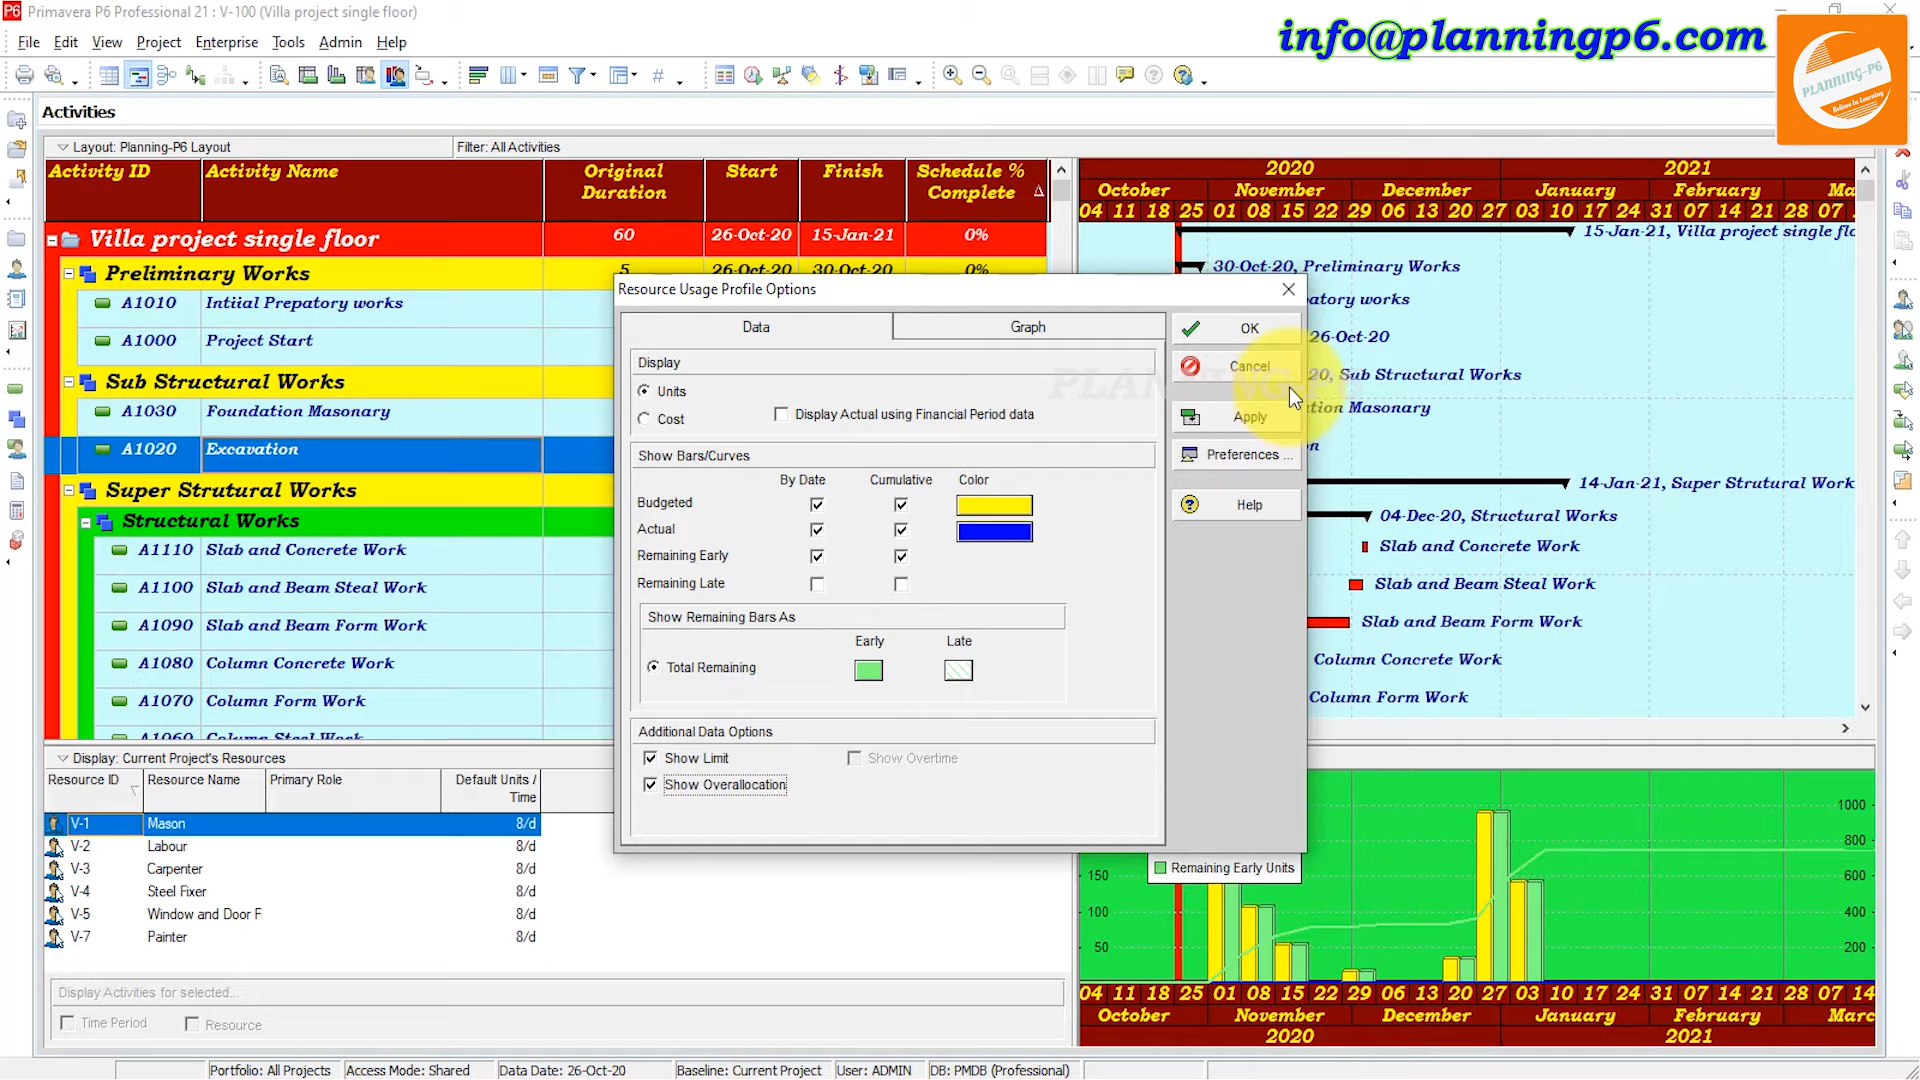 Primavera P6 Professional 21 : V-100 (Villa project single floor)
info@planningp6.com
PLANNING-P6
Believe In Learning
File Edit View Project Enterprise Tools Admin Help
Activities
Layout: Planning-P6 Layout
Filter: All Activities
Activity ID Activity Name Original Duration Start Finish Schedule % Complete
2020 2021
October November December January February Ma
04 11 18 25 01 08 15 22 29 06 13 20 27 03 10 17 24 31 07 14 21 28 07
Villa project single floor 60 26-Oct-20 15-Jan-21 0%
15-Jan-21, Villa project single flo
Preliminary Works 5 26-Oct-20 30-Oct-20 0%
30-Oct-20, Preliminary Works
A1010 Intiial Prepatory works
patory works
A1000 Project Start
26-Oct-20
Sub Structural Works
20, Sub Structural Works
A1030 Foundation Masonary
tion Masonary
A1020 Excavation
n
Super Strutural Works
14-Jan-21, Super Strutural Work
Structural Works
04-Dec-20, Structural Works
A1110 Slab and Concrete Work
Slab and Concrete Work
A1100 Slab and Beam Steal Work
Slab and Beam Steal Work
A1090 Slab and Beam Form Work
Slab and Beam Form Work
A1080 Column Concrete Work
Column Concrete Work
A1070 Column Form Work
Column Form Work
A1060 Column Steel Work
Resource Usage Profile Options
Data Graph
Display
Units
Cost
Display Actual using Financial Period data
Show Bars/Curves
By Date Cumulative Color
Budgeted
Actual
Remaining Early
Remaining Late
Show Remaining Bars As
Early Late
Total Remaining
Additional Data Options
Show Limit
Show Overtime
Show Overallocation
OK
Cancel
Apply
Preferences ...
Help
PLANNING-P6
Display: Current Project's Resources
Resource ID Resource Name Primary Role Default Units / Time
V-1 Mason 8/d
V-2 Labour 8/d
V-3 Carpenter 8/d
V-4 Steel Fixer 8/d
V-5 Window and Door F 8/d
V-7 Painter 8/d
Display Activities for selected...
Time Period Resource
Remaining Early Units
150
100
50
1000
800
600
400
200
04 11 18 25 01 08 15 22 29 06 13 20 27 03 10 17 24 31 07 14 21 28 07 14
October November December January February Marc
2020 2021
Portfolio: All Projects Access Mode: Shared Data Date: 26-Oct-20 Baseline: Current Project User: ADMIN DB: PMDB (Professional)